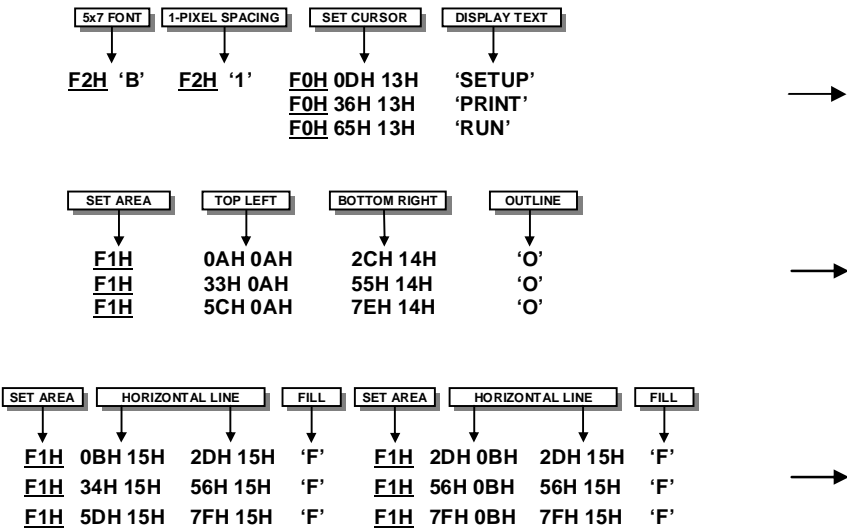 5x7 FONT 1-PIXEL SPACING SET CURSOR DISPLAY TEXT
F2H ‘B’ F2H ‘1’ F0H 0DH 13H ‘SETUP’
F0H 36H 13H ‘PRINT’
F0H 65H 13H ‘RUN’
SET AREA TOP LEFT BOTTOM RIGHT OUTLINE
F1H 0AH 0AH 2CH 14H ‘O’
F1H 33H 0AH 55H 14H ‘O’
F1H 5CH 0AH 7EH 14H ‘O’
SET AREA HORIZONTAL LINE FILL SET AREA HORIZONTAL LINE FILL
F1H 0BH 15H 2DH 15H ‘F’ F1H 2DH 0BH 2DH 15H ‘F’
F1H 34H 15H 56H 15H ‘F’ F1H 56H 0BH 56H 15H ‘F’
F1H 5DH 15H 7FH 15H ‘F’ F1H 7FH 0BH 7FH 15H ‘F’